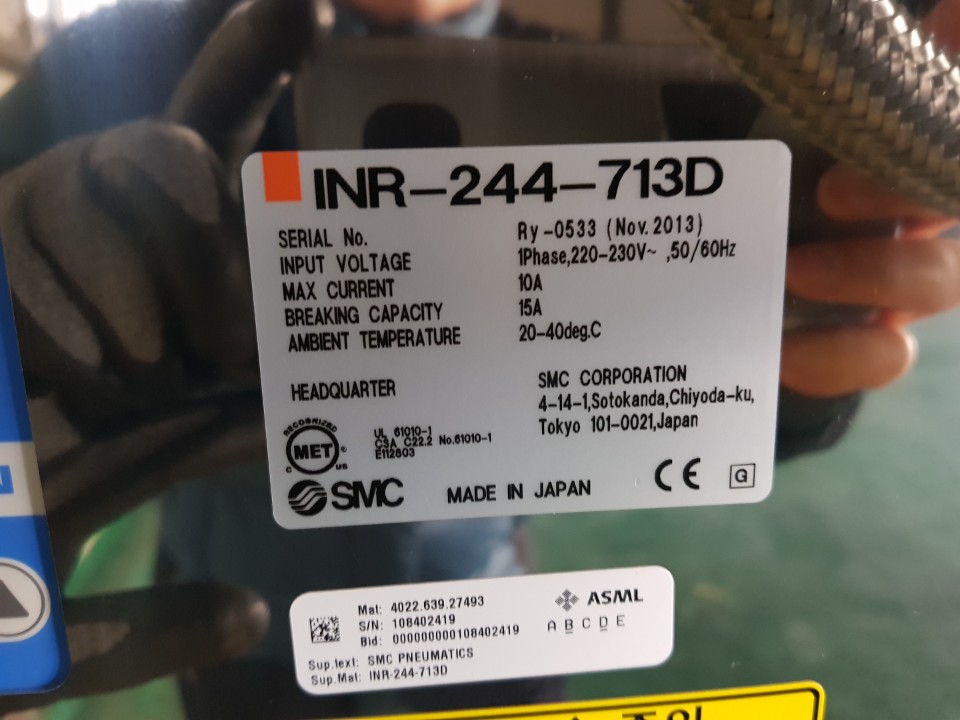 INR-244-713D
SERIAL No. Ry-0533 (Nov. 2013)
INPUT VOLTAGE 1Phase,220-230V~ ,50/60Hz
MAX CURRENT 10A
BREAKING CAPACITY 15A
AMBIENT TEMPERATURE 20-40deg.C
HEADQUARTER SMC CORPORATION
4-14-1,Sotokanda,Chiyoda-ku,
Tokyo 101-0021,Japan
RECOGNIZED
MET
C US
UL 61010-1
CSA C22.2 No.61010-1
E112803
SMC MADE IN JAPAN CE G
ASML
A B C D E
Mat: 4022.639.27493
S/N: 108402419
Bid: 000000000108402419
Sup.text: SMC PNEUMATICS
Sup.Mat: INR-244-713D